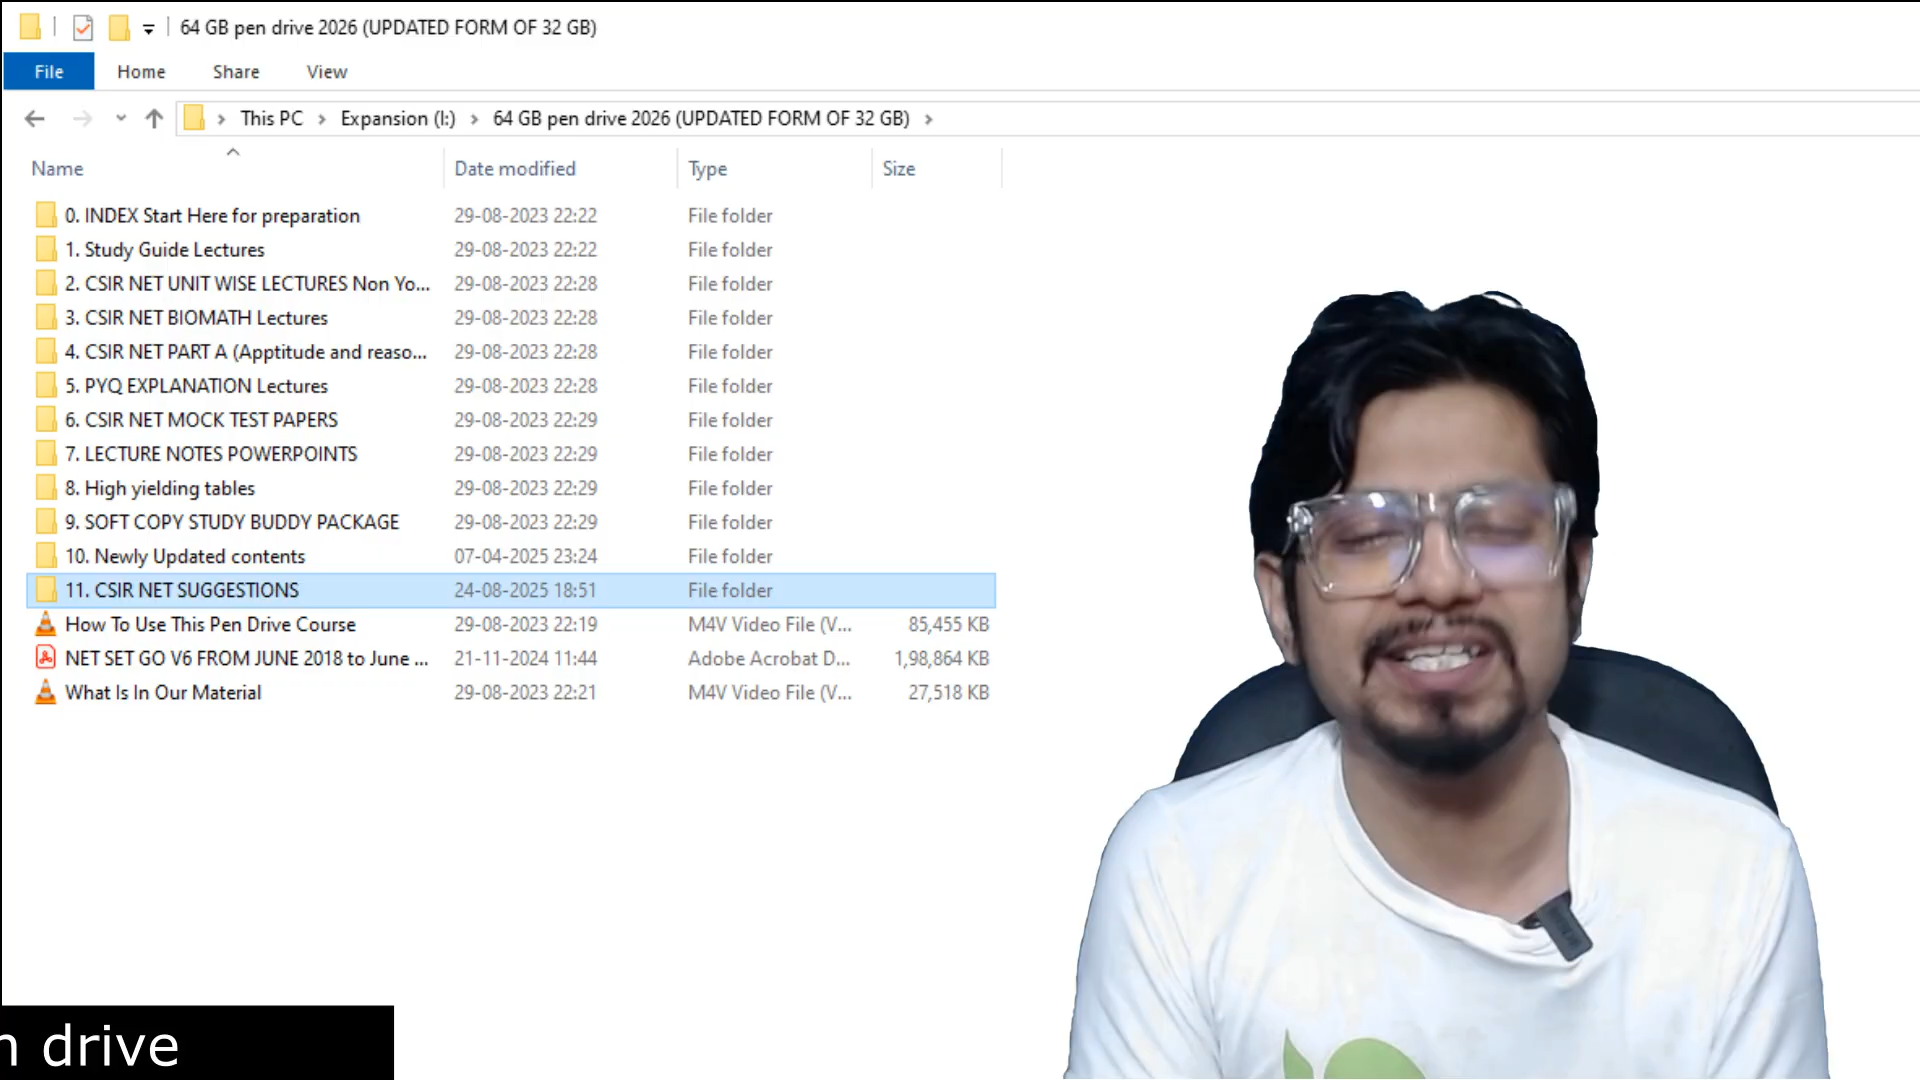 64 GB pen drive 2026 (UPDATED FORM OF 32 GB)
File Home Share View
This PC > Expansion (I:) > 64 GB pen drive 2026 (UPDATED FORM OF 32 GB) >
Name Date modified Type Size
0. INDEX Start Here for preparation 29-08-2023 22:22 File folder
1. Study Guide Lectures 29-08-2023 22:22 File folder
2. CSIR NET UNIT WISE LECTURES Non Yo... 29-08-2023 22:28 File folder
3. CSIR NET BIOMATH Lectures 29-08-2023 22:28 File folder
4. CSIR NET PART A (Apptitude and reaso... 29-08-2023 22:28 File folder
5. PYQ EXPLANATION Lectures 29-08-2023 22:28 File folder
6. CSIR NET MOCK TEST PAPERS 29-08-2023 22:29 File folder
7. LECTURE NOTES POWERPOINTS 29-08-2023 22:29 File folder
8. High yielding tables 29-08-2023 22:29 File folder
9. SOFT COPY STUDY BUDDY PACKAGE 29-08-2023 22:29 File folder
10. Newly Updated contents 07-04-2025 23:24 File folder
11. CSIR NET SUGGESTIONS 24-08-2025 18:51 File folder
How To Use This Pen Drive Course 29-08-2023 22:19 M4V Video File (V... 85,455 KB
NET SET GO V6 FROM JUNE 2018 to June ... 21-11-2024 11:44 Adobe Acrobat D... 1,98,864 KB
What Is In Our Material 29-08-2023 22:21 M4V Video File (V... 27,518 KB
n drive